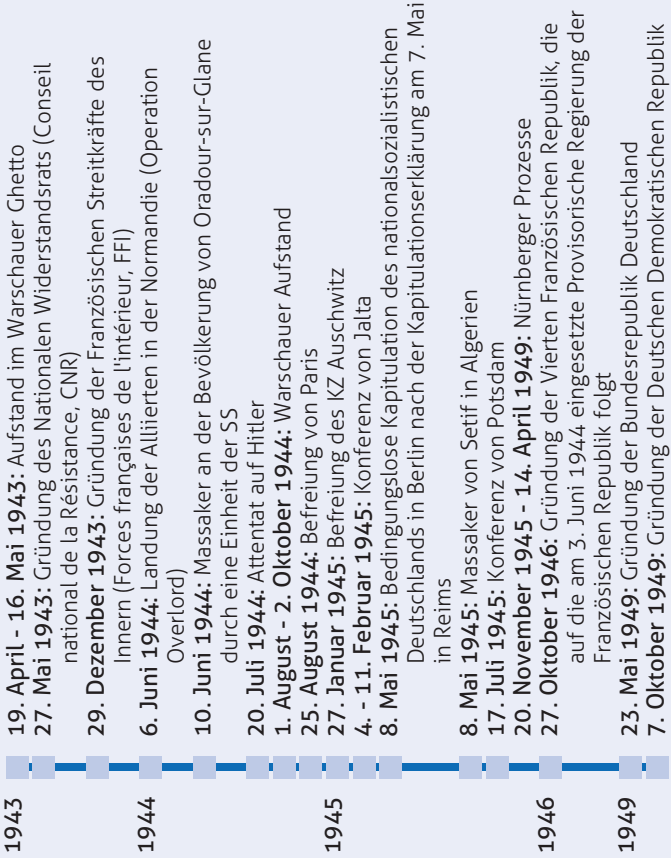 1943
19. April - 16. Mai 1943: Aufstand im Warschauer Ghetto
27. Mai 1943: Gründung des Nationalen Widerstandsrats (Conseil
national de la Résistance, CNR)
29. Dezember 1943: Gründung der Französischen Streitkräfte des
Innern (Forces françaises de l'intérieur, FFI)
1944
6. Juni 1944: Landung der Alliierten in der Normandie (Operation
Overlord)
10. Juni 1944: Massaker an der Bevölkerung von Oradour-sur-Glane
durch eine Einheit der SS
20. Juli 1944: Attentat auf Hitler
1. August - 2. Oktober 1944: Warschauer Aufstand
25. August 1944: Befreiung von Paris
1945
27. Januar 1945: Befreiung des KZ Auschwitz
4. - 11. Februar 1945: Konferenz von Jalta
8. Mai 1945: Bedingungslose Kapitulation des nationalsozialistischen
Deutschlands in Berlin nach der Kapitulationserklärung am 7. Mai
in Reims
8. Mai 1945: Massaker von Setif in Algerien
17. Juli 1945: Konferenz von Potsdam
20. November 1945 - 14. April 1949: Nürnberger Prozesse
1946
27. Oktober 1946: Gründung der Vierten Französischen Republik, die
auf die am 3. Juni 1944 eingesetzte Provisorische Regierung der
Französischen Republik folgt
1949
23. Mai 1949: Gründung der Bundesrepublik Deutschland
7. Oktober 1949: Gründung der Deutschen Demokratischen Republik